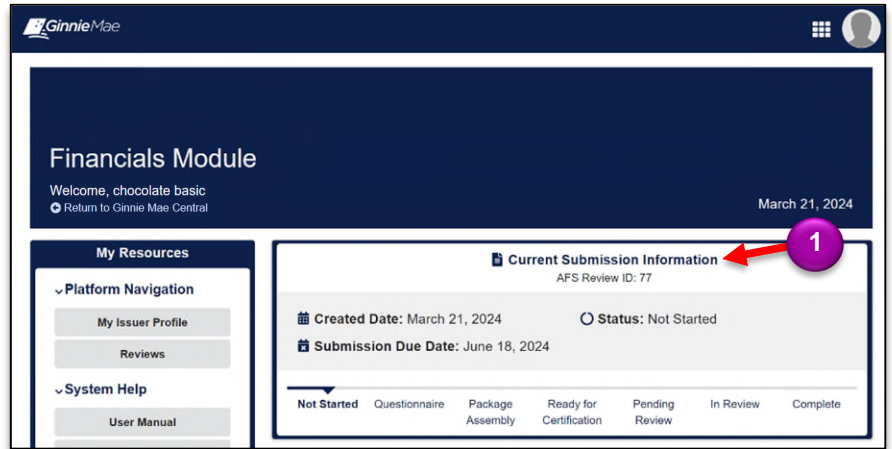 Ginnie Mae
Financials Module
Welcome, chocolate basic
Return to Ginnie Mae Central
March 21, 2024
My Resources
Platform Navigation
My Issuer Profile
Reviews
System Help
User Manual
Current Submission Information
1
AFS Review ID: 77
Created Date: March 21, 2024
Status: Not Started
Submission Due Date: June 18, 2024
Not Started
Questionnaire
Package
Assembly
Ready for
Certification
Pending
Review
In Review
Complete